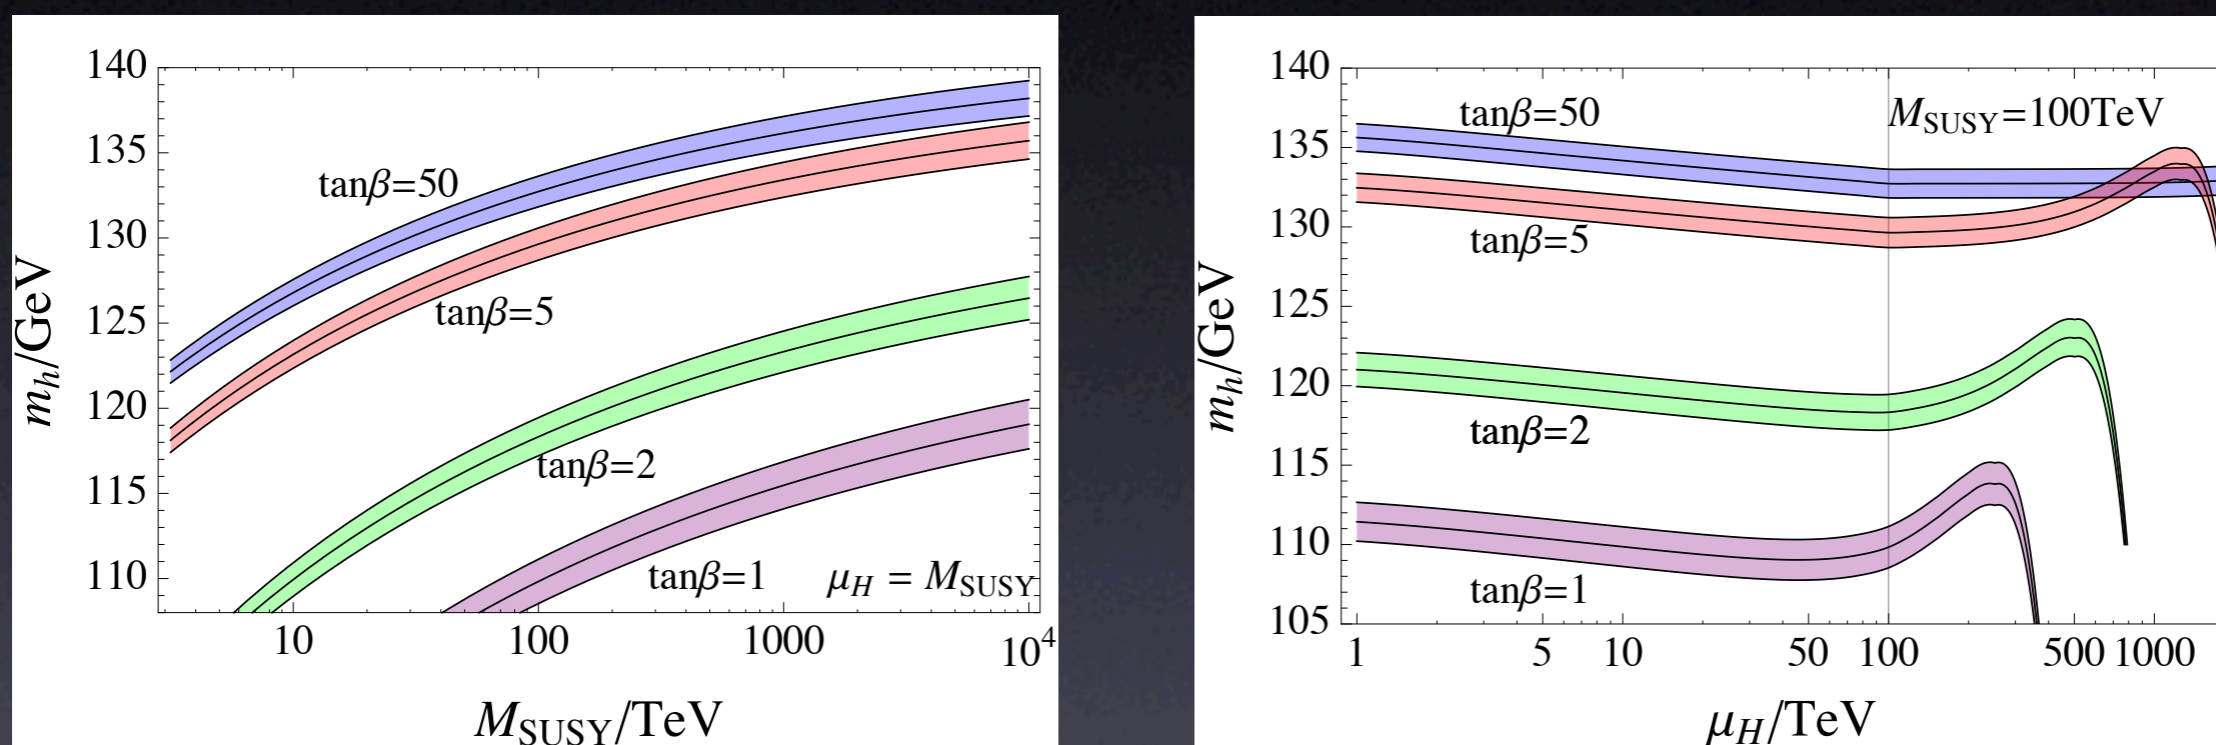 140
135
130
125
120
115
110
m_h/GeV
tanβ=50
tanβ=5
tanβ=2
tanβ=1
μ_H = M_SUSY
10
100
1000
10^4
M_SUSY/TeV
140
135
130
125
120
115
110
105
m_h/GeV
tanβ=50
M_SUSY=100TeV
tanβ=5
tanβ=2
tanβ=1
1
5
10
50
100
500
1000
μ_H/TeV